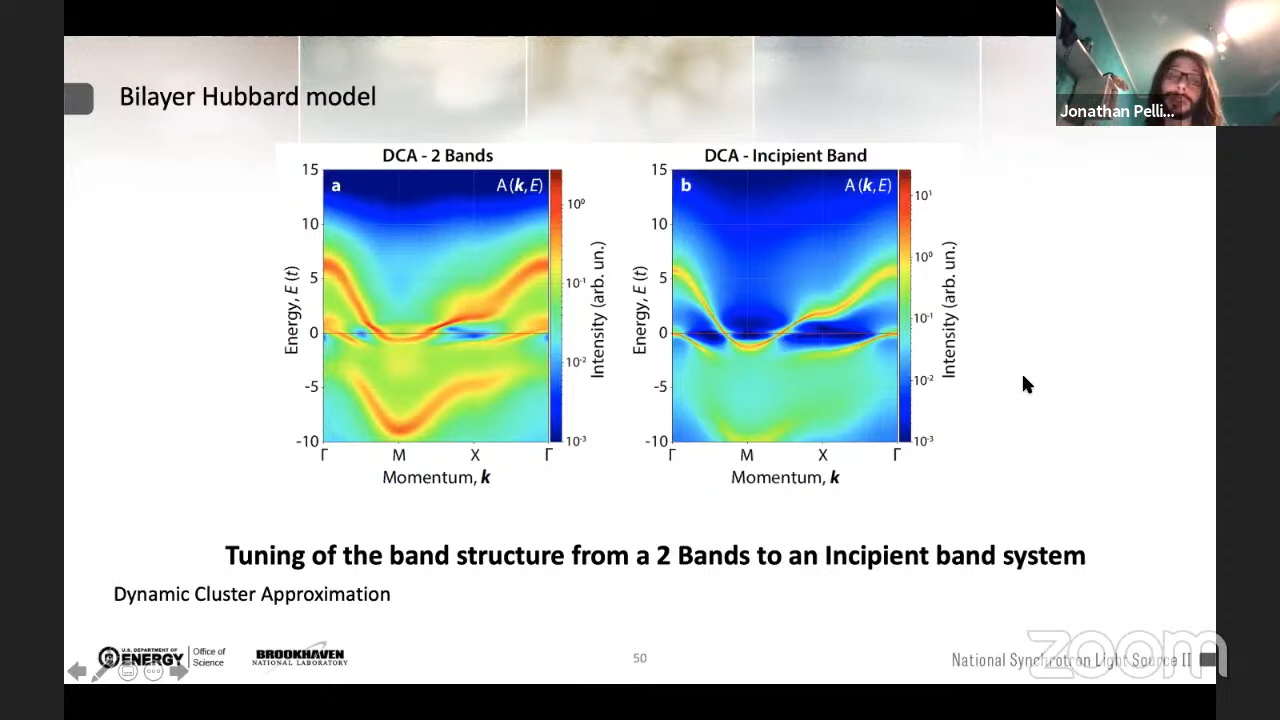 Jonathan Pelli...
Bilayer Hubbard model
DCA - 2 Bands
DCA - Incipient Band
a
A (k,E)
b
A (k,E)
15
10
5
0
-5
-10
Energy, E (t)
10⁰
10⁻¹
10⁻²
10⁻³
Intensity (arb. un.)
15
10
5
0
-5
-10
Energy, E (t)
10¹
10⁰
10⁻¹
10⁻²
10⁻³
Intensity (arb. un.)
Γ M X Γ
Γ M X Γ
Momentum, k
Momentum, k
Tuning of the band structure from a 2 Bands to an Incipient band system
Dynamic Cluster Approximation
U.S. DEPARTMENT OF
ENERGY
Office of
Science
BROOKHAVEN
NATIONAL LABORATORY
50
National Synchrotron Light Source II
zoom